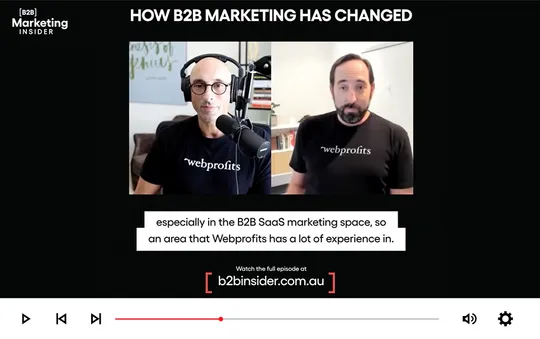 [B2B]
Marketing
INSIDER
HOW B2B MARKETING HAS CHANGED
webprofits
webprofits
especially in the B2B SaaS marketing space, so
an area that Webprofits has a lot of experience in.
Watch the full episode at
b2binsider.com.au